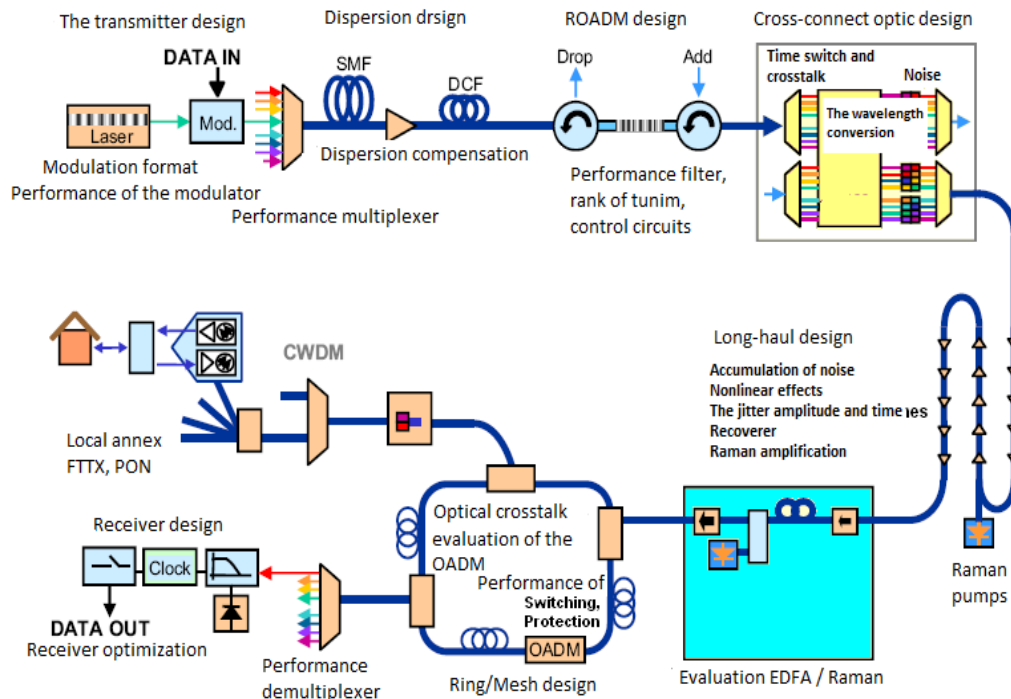 The transmitter design
DATA IN
Laser
Mod.
Modulation format
Performance of the modulator
Performance multiplexer
Dispersion drsign
SMF
DCF
Dispersion compensation
ROADM design
Drop
Add
Performance filter,
rank of tunim,
control circuits
Cross-connect optic design
Time switch and
crosstalk
Noise
The wavelength
conversion
...
CWDM
Local annex
FTTX, PON
Long-haul design
Accumulation of noise
Nonlinear effects
The jitter amplitude and time ies
Recoverer
Raman amplification
Raman
pumps
Receiver design
Clock
DATA OUT
Receiver optimization
Performance
demultiplexer
Optical crosstalk
evaluation of the
OADM
Performance of
Switching,
Protection
OADM
Ring/Mesh design
Evaluation EDFA / Raman